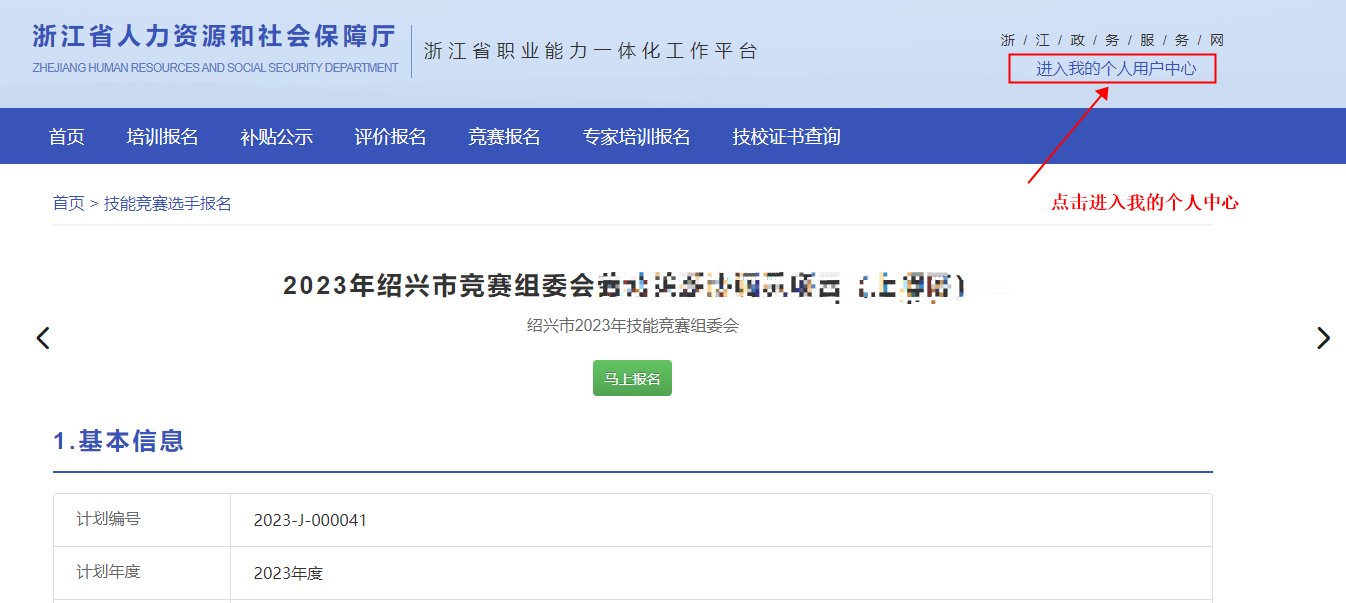 浙江省人力资源和社会保障厅
ZHEJIANG HUMAN RESOURCES AND SOCIAL SECURITY DEPARTMENT
浙江省职业能力一体化工作平台
浙 / 江 / 政 / 务 / 服 / 务 / 网
进入我的个人用户中心
首页 培训报名 补贴公示 评价报名 竞赛报名 专家培训报名 技校证书查询
首页 > 技能竞赛选手报名
点击进入我的个人中心
2023年绍兴市竞赛组委会
绍兴市2023年技能竞赛组委会
马上报名
1.基本信息
计划编号 2023-J-000041
计划年度 2023年度